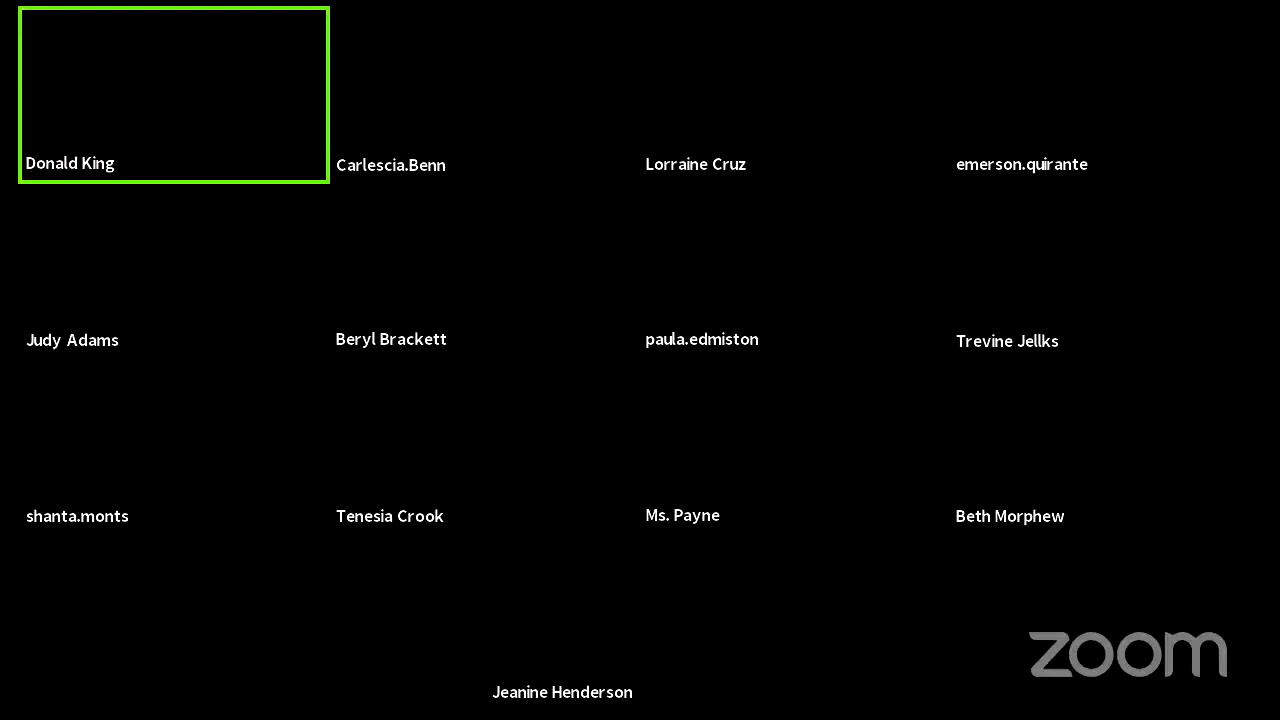 Donald King
Carlescia.Benn
Lorraine Cruz
emerson.quirante
Judy Adams
Beryl Brackett
paula.edmiston
Trevine Jellks
shanta.monts
Tenesia Crook
Ms. Payne
Beth Morphew
zoom
Jeanine Henderson